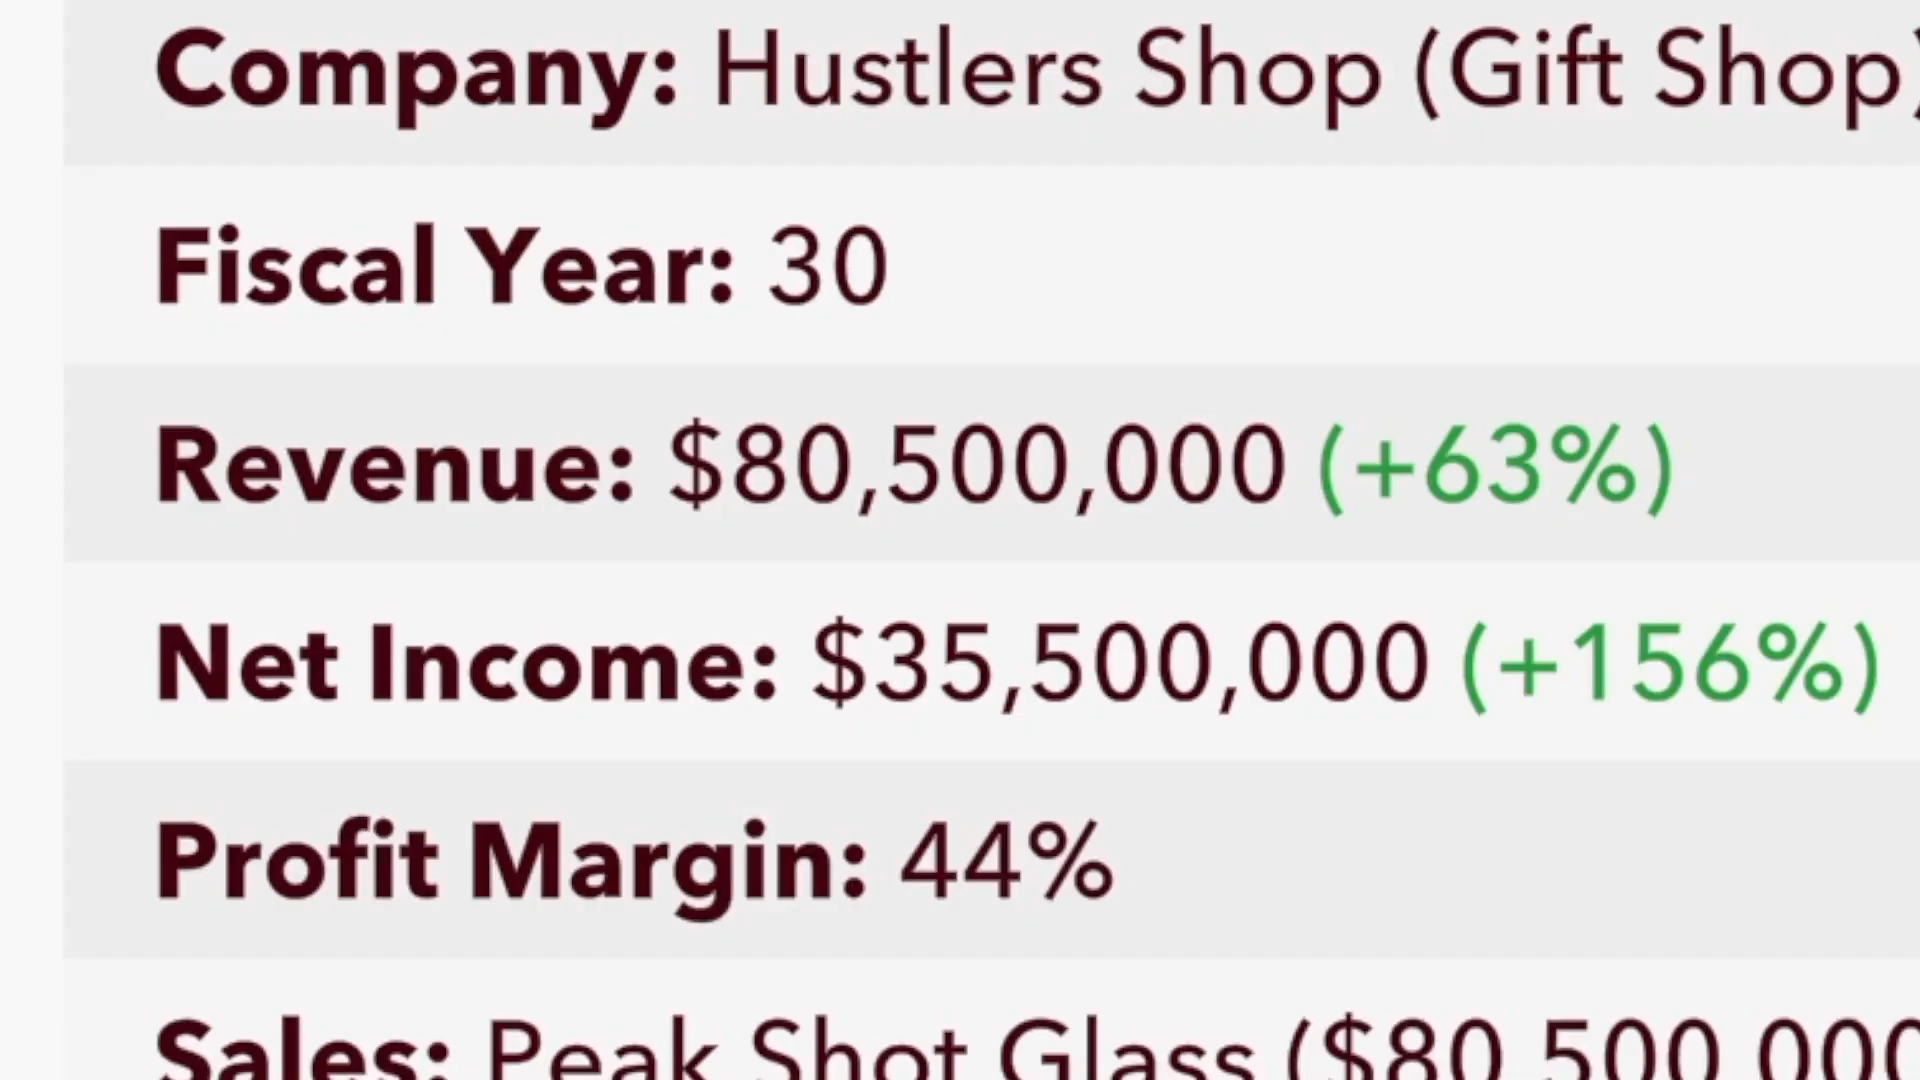 Company: Hustlers Shop (Gift Shop)
Fiscal Year: 30
Revenue: $80,500,000 (+63%)
Net Income: $35,500,000 (+156%)
Profit Margin: 44%
Sales: Peak Shot Glass ($80,500,000